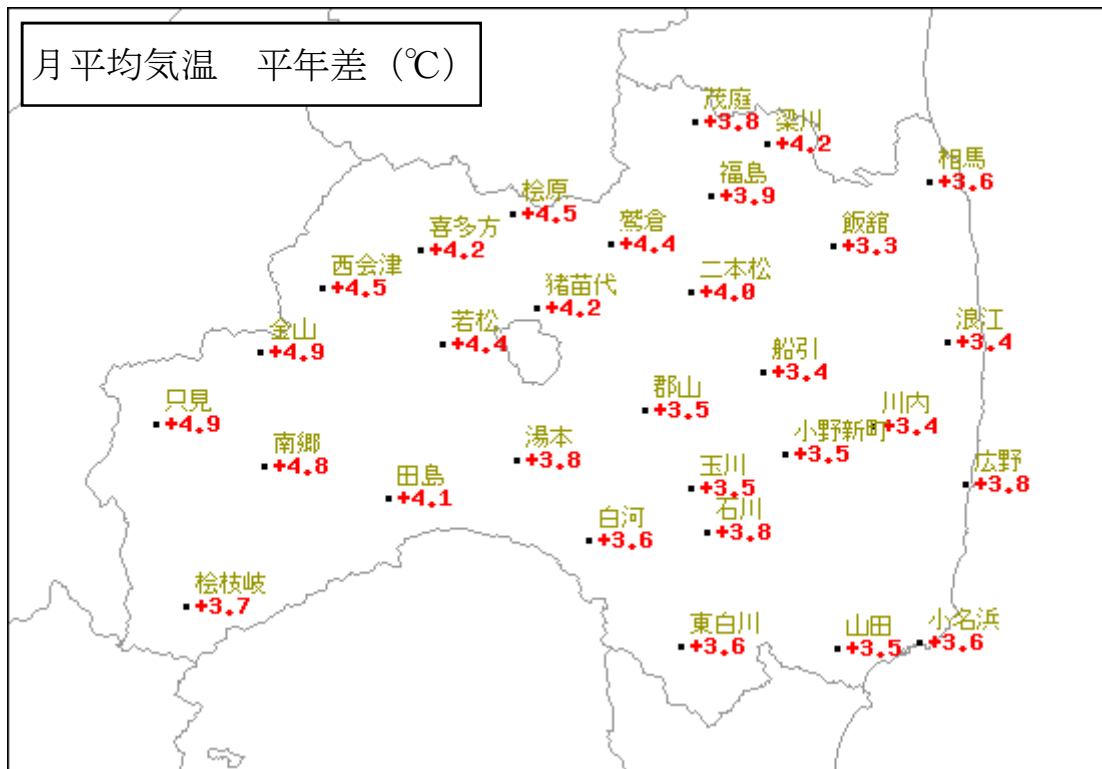 月平均気温　平年差（℃）
茂庭
+3.8
梁川
+4.2
相馬
+3.6
福島
+3.9
桧原
+4.5
鷲倉
+4.4
飯舘
+3.3
喜多方
+4.2
西会津
+4.5
猪苗代
+4.2
二本松
+4.0
金山
+4.9
若松
+4.4
浪江
+3.4
船引
+3.4
只見
+4.9
郡山
+3.5
川内
+3.4
小野新町
+3.5
南郷
+4.8
湯本
+3.8
田島
+4.1
玉川
+3.5
広野
+3.8
石川
+3.8
白河
+3.6
桧枝岐
+3.7
東白川
+3.6
山田
+3.5
小名浜
+3.6